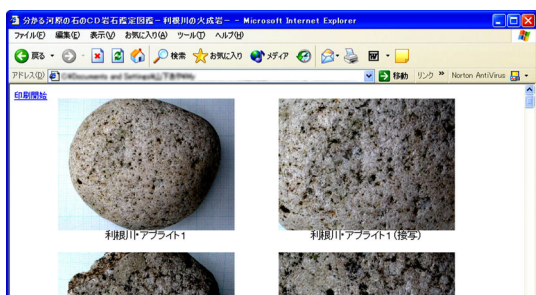 分かる河原の石のCD岩石鑑定図鑑－利根川の火成岩－ - Microsoft Internet Explorer
ファイル(F) 編集(E) 表示(V) お気に入り(A) ツール(T) ヘルプ(H)
戻る 検索 お気に入り メディア
アドレス(D) 移動 リンク » Norton AntiVirus
印刷開始
利根川・アプライト1 利根川・アプライト1(接写)